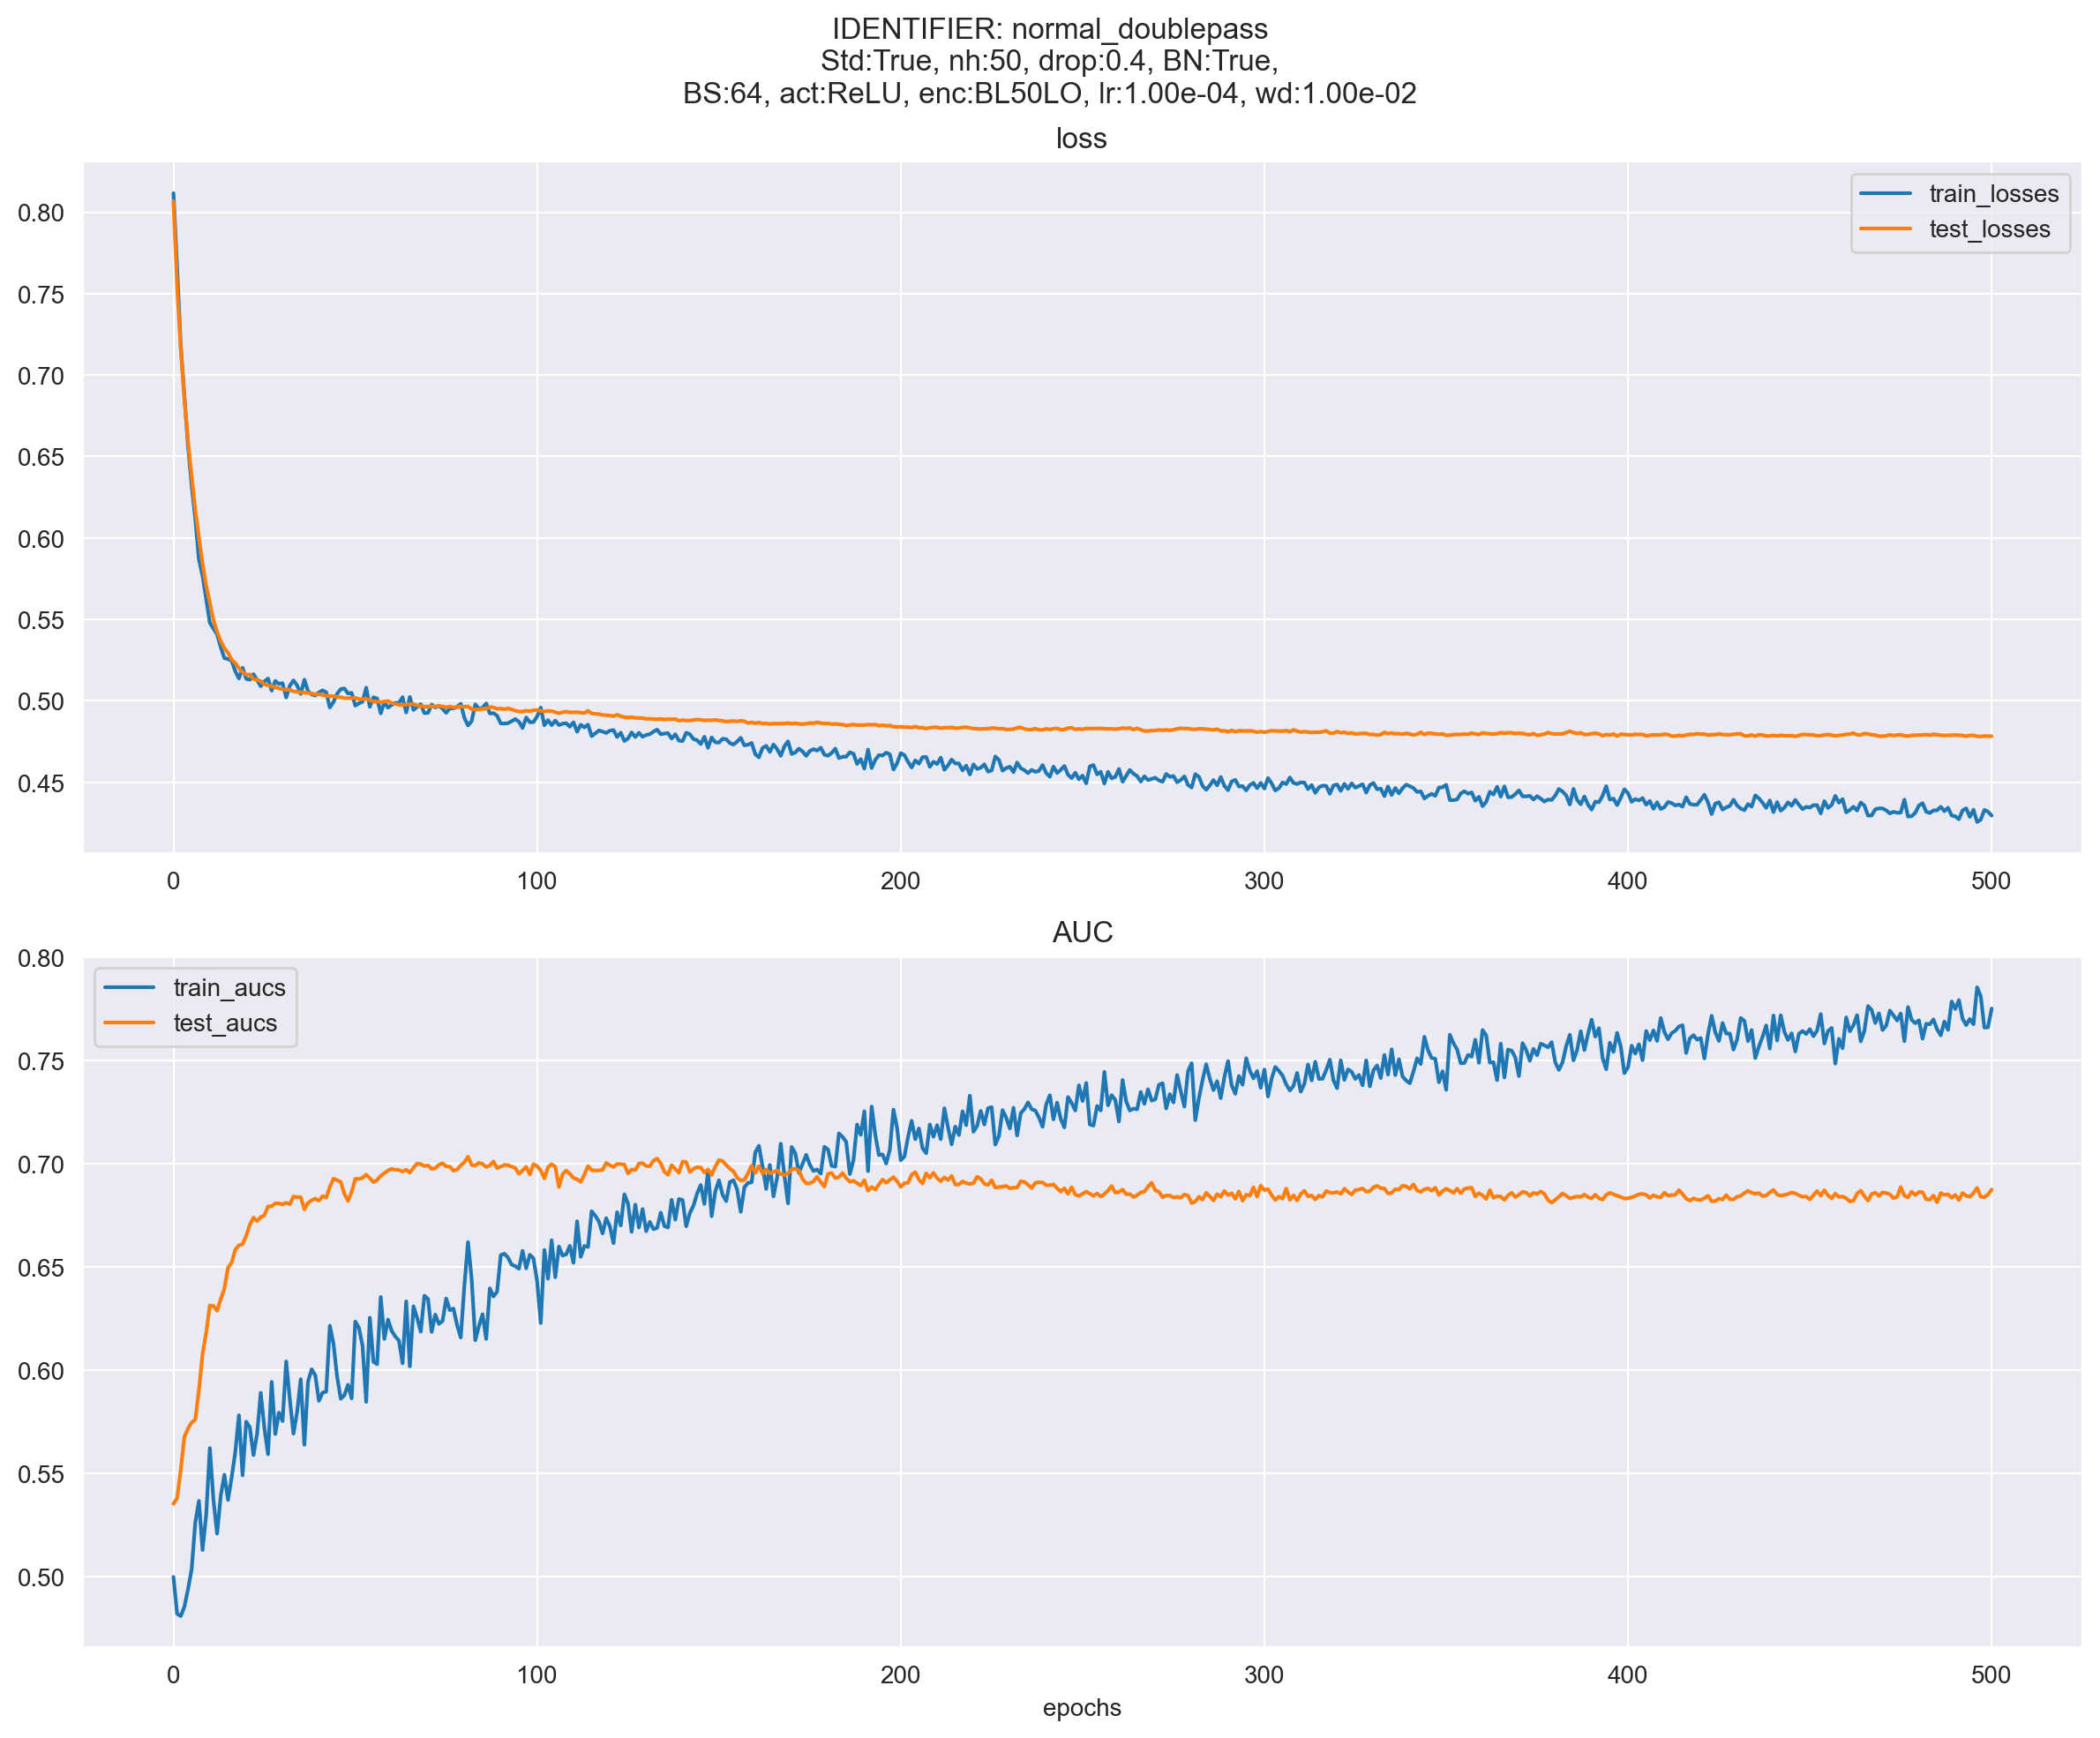 IDENTIFIER: normal_doublepass
Std:True, nh:50, drop:0.4, BN:True,
BS:64, act:ReLU, enc:BL50LO, lr:1.00e-04, wd:1.00e-02
loss
train_losses
test_losses
0.80
0.75
0.70
0.65
0.60
0.55
0.50
0.45
0 100 200 300 400 500
AUC
train_aucs
test_aucs
0.80
0.75
0.70
0.65
0.60
0.55
0.50
0 100 200 300 400 500
epochs